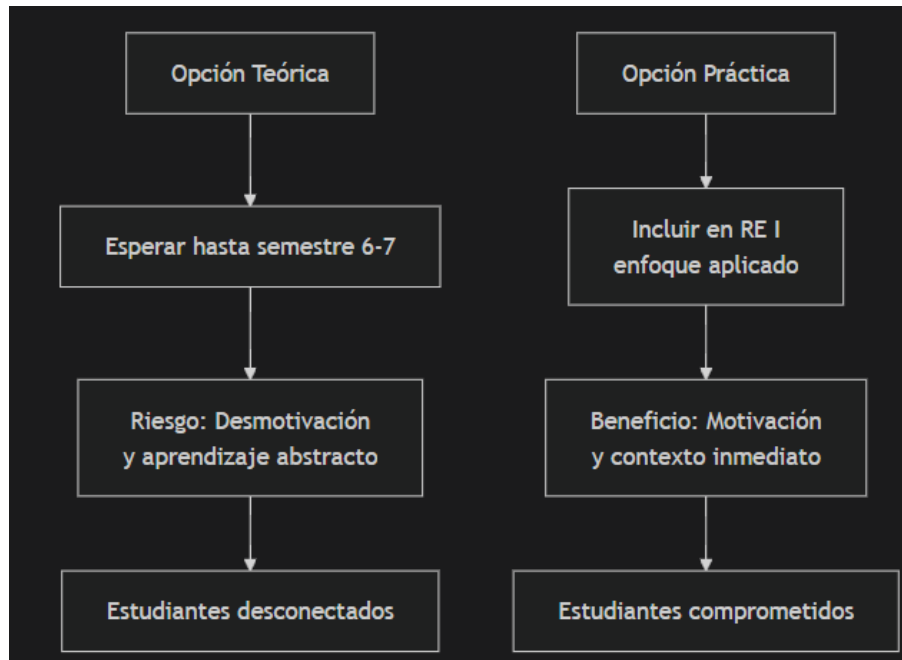 Opción Teórica
Esperar hasta semestre 6-7
Riesgo: Desmotivación
y aprendizaje abstracto
Estudiantes desconectados
Opción Práctica
Incluir en RE I
enfoque aplicado
Beneficio: Motivación
y contexto inmediato
Estudiantes comprometidos